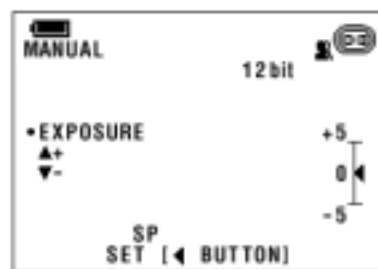 MANUAL
12bit
•EXPOSURE
▲+
▼-
+5
0
-5
SP
SET [◀ BUTTON]